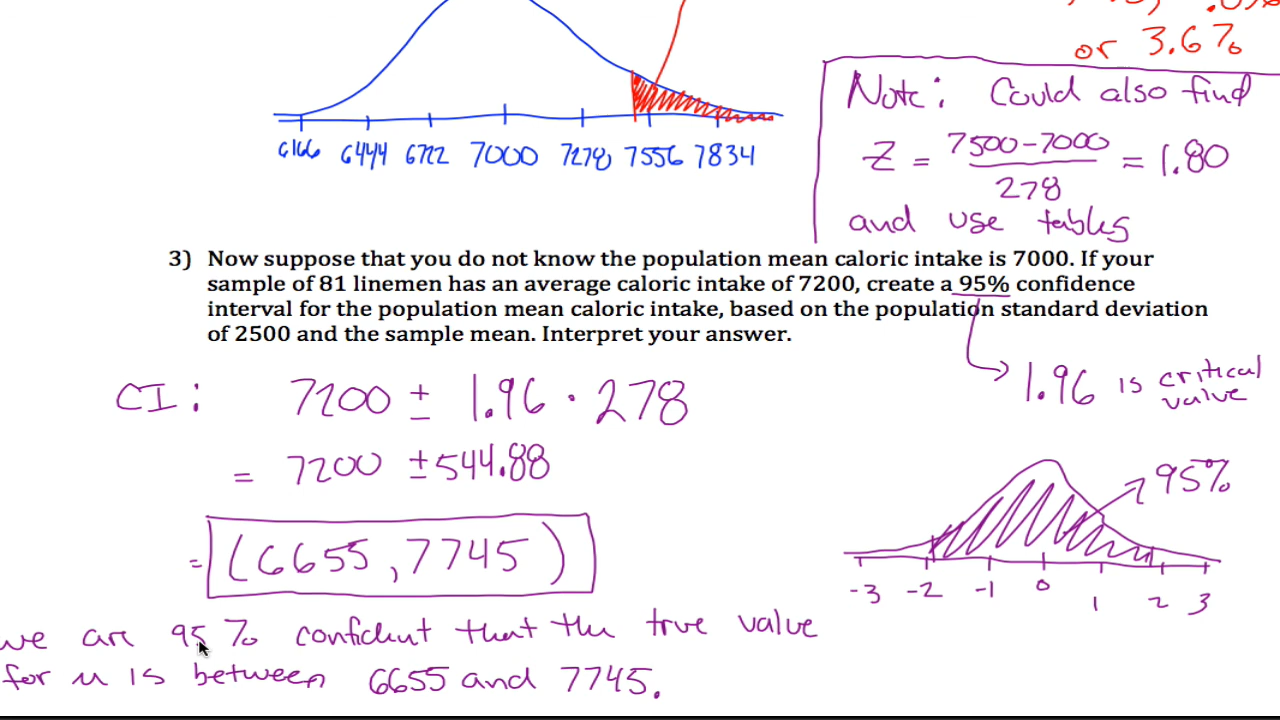 or 3.6%
Note: Could also find
Z = 7500-7000 / 278 = 1.80
and use tables
6166 6444 6722 7000 7278 7556 7834
3) Now suppose that you do not know the population mean caloric intake is 7000. If your
sample of 81 linemen has an average caloric intake of 7200, create a 95% confidence
interval for the population mean caloric intake, based on the population standard deviation
of 2500 and the sample mean. Interpret your answer.
1.96 is critical
value
CI: 7200 ± 1.96 · 278
= 7200 ± 544.88
= (6655, 7745)
95%
-3 -2 -1 0 1 2 3
we are 95% confident that the true value
for μ is between 6655 and 7745.